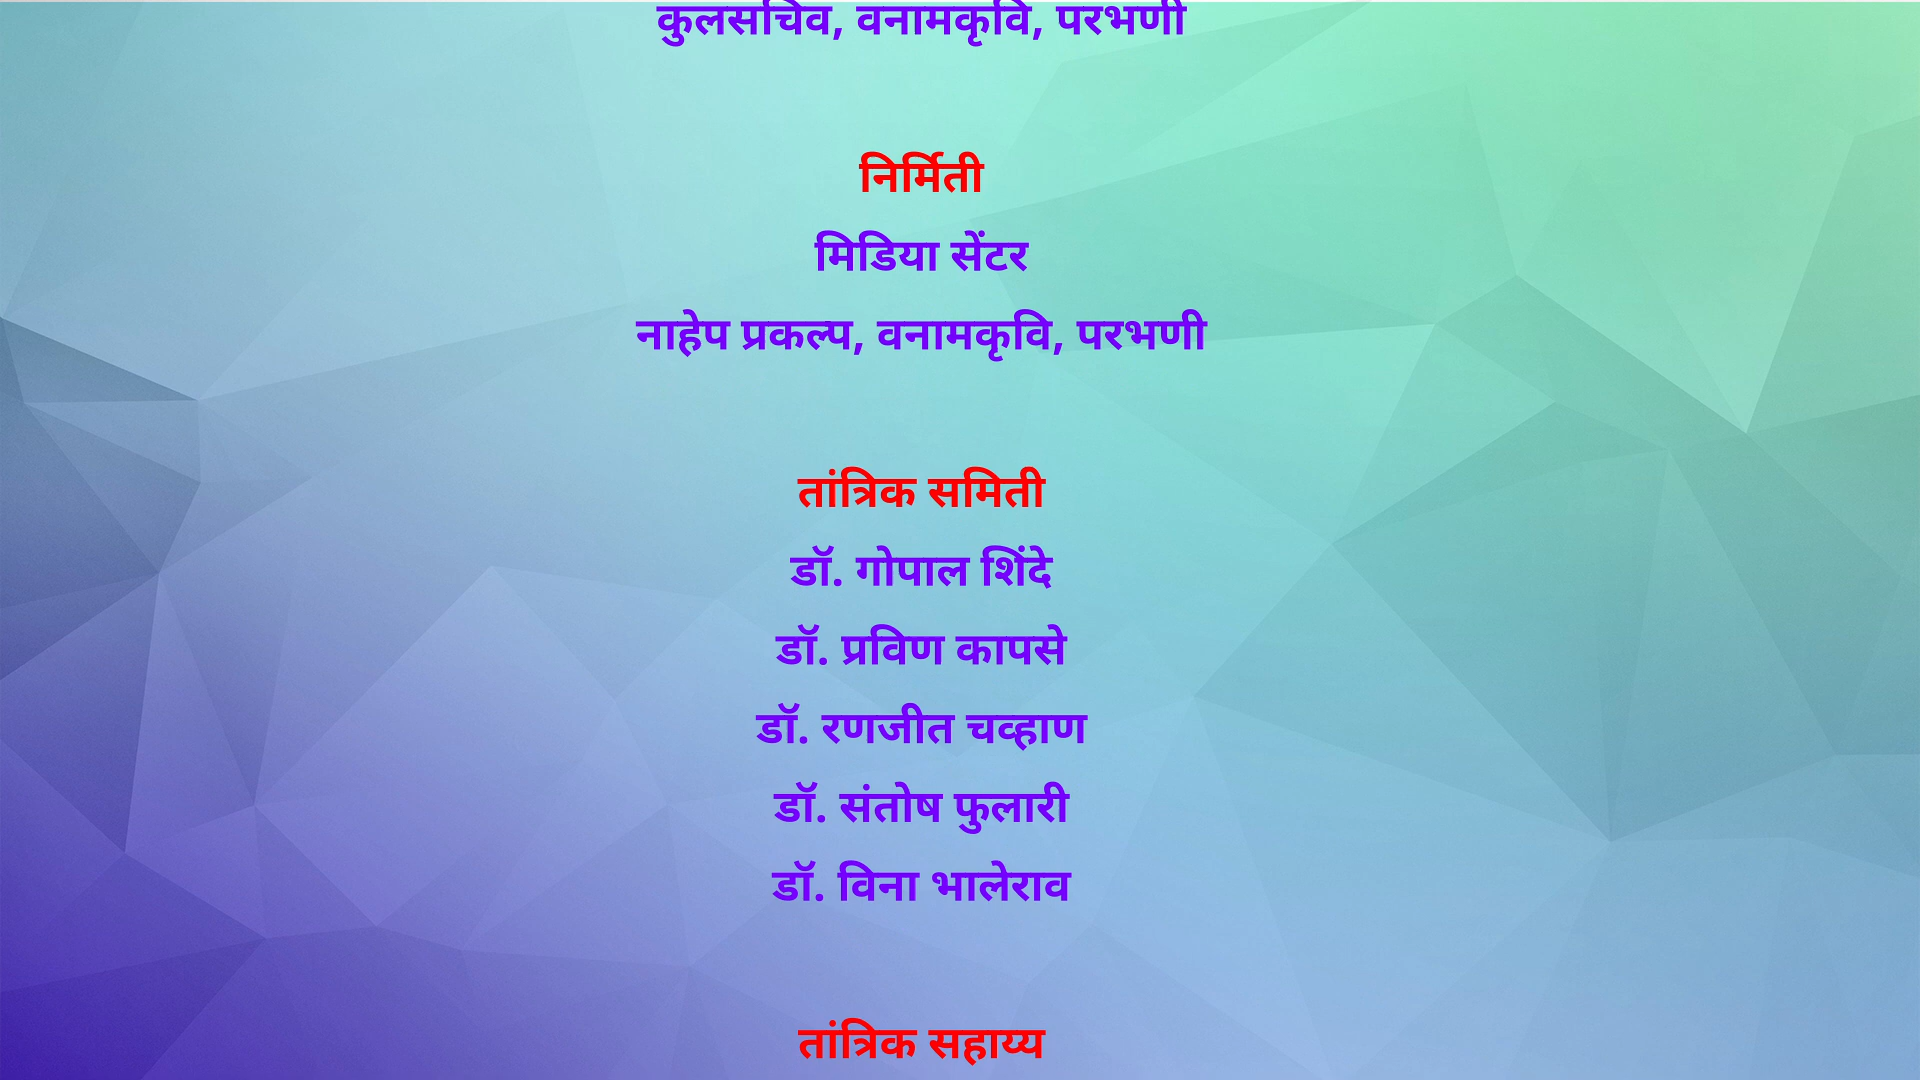 कुलसचिव, वनामकृवि, परभणी
निर्मिती
मिडिया सेंटर
नाहेप प्रकल्प, वनामकृवि, परभणी
तांत्रिक समिती
डॉ. गोपाल शिंदे
डॉ. प्रविण कापसे
डॉ. रणजीत चव्हाण
डॉ. संतोष फुलारी
डॉ. विना भालेराव
तांत्रिक सहाय्य